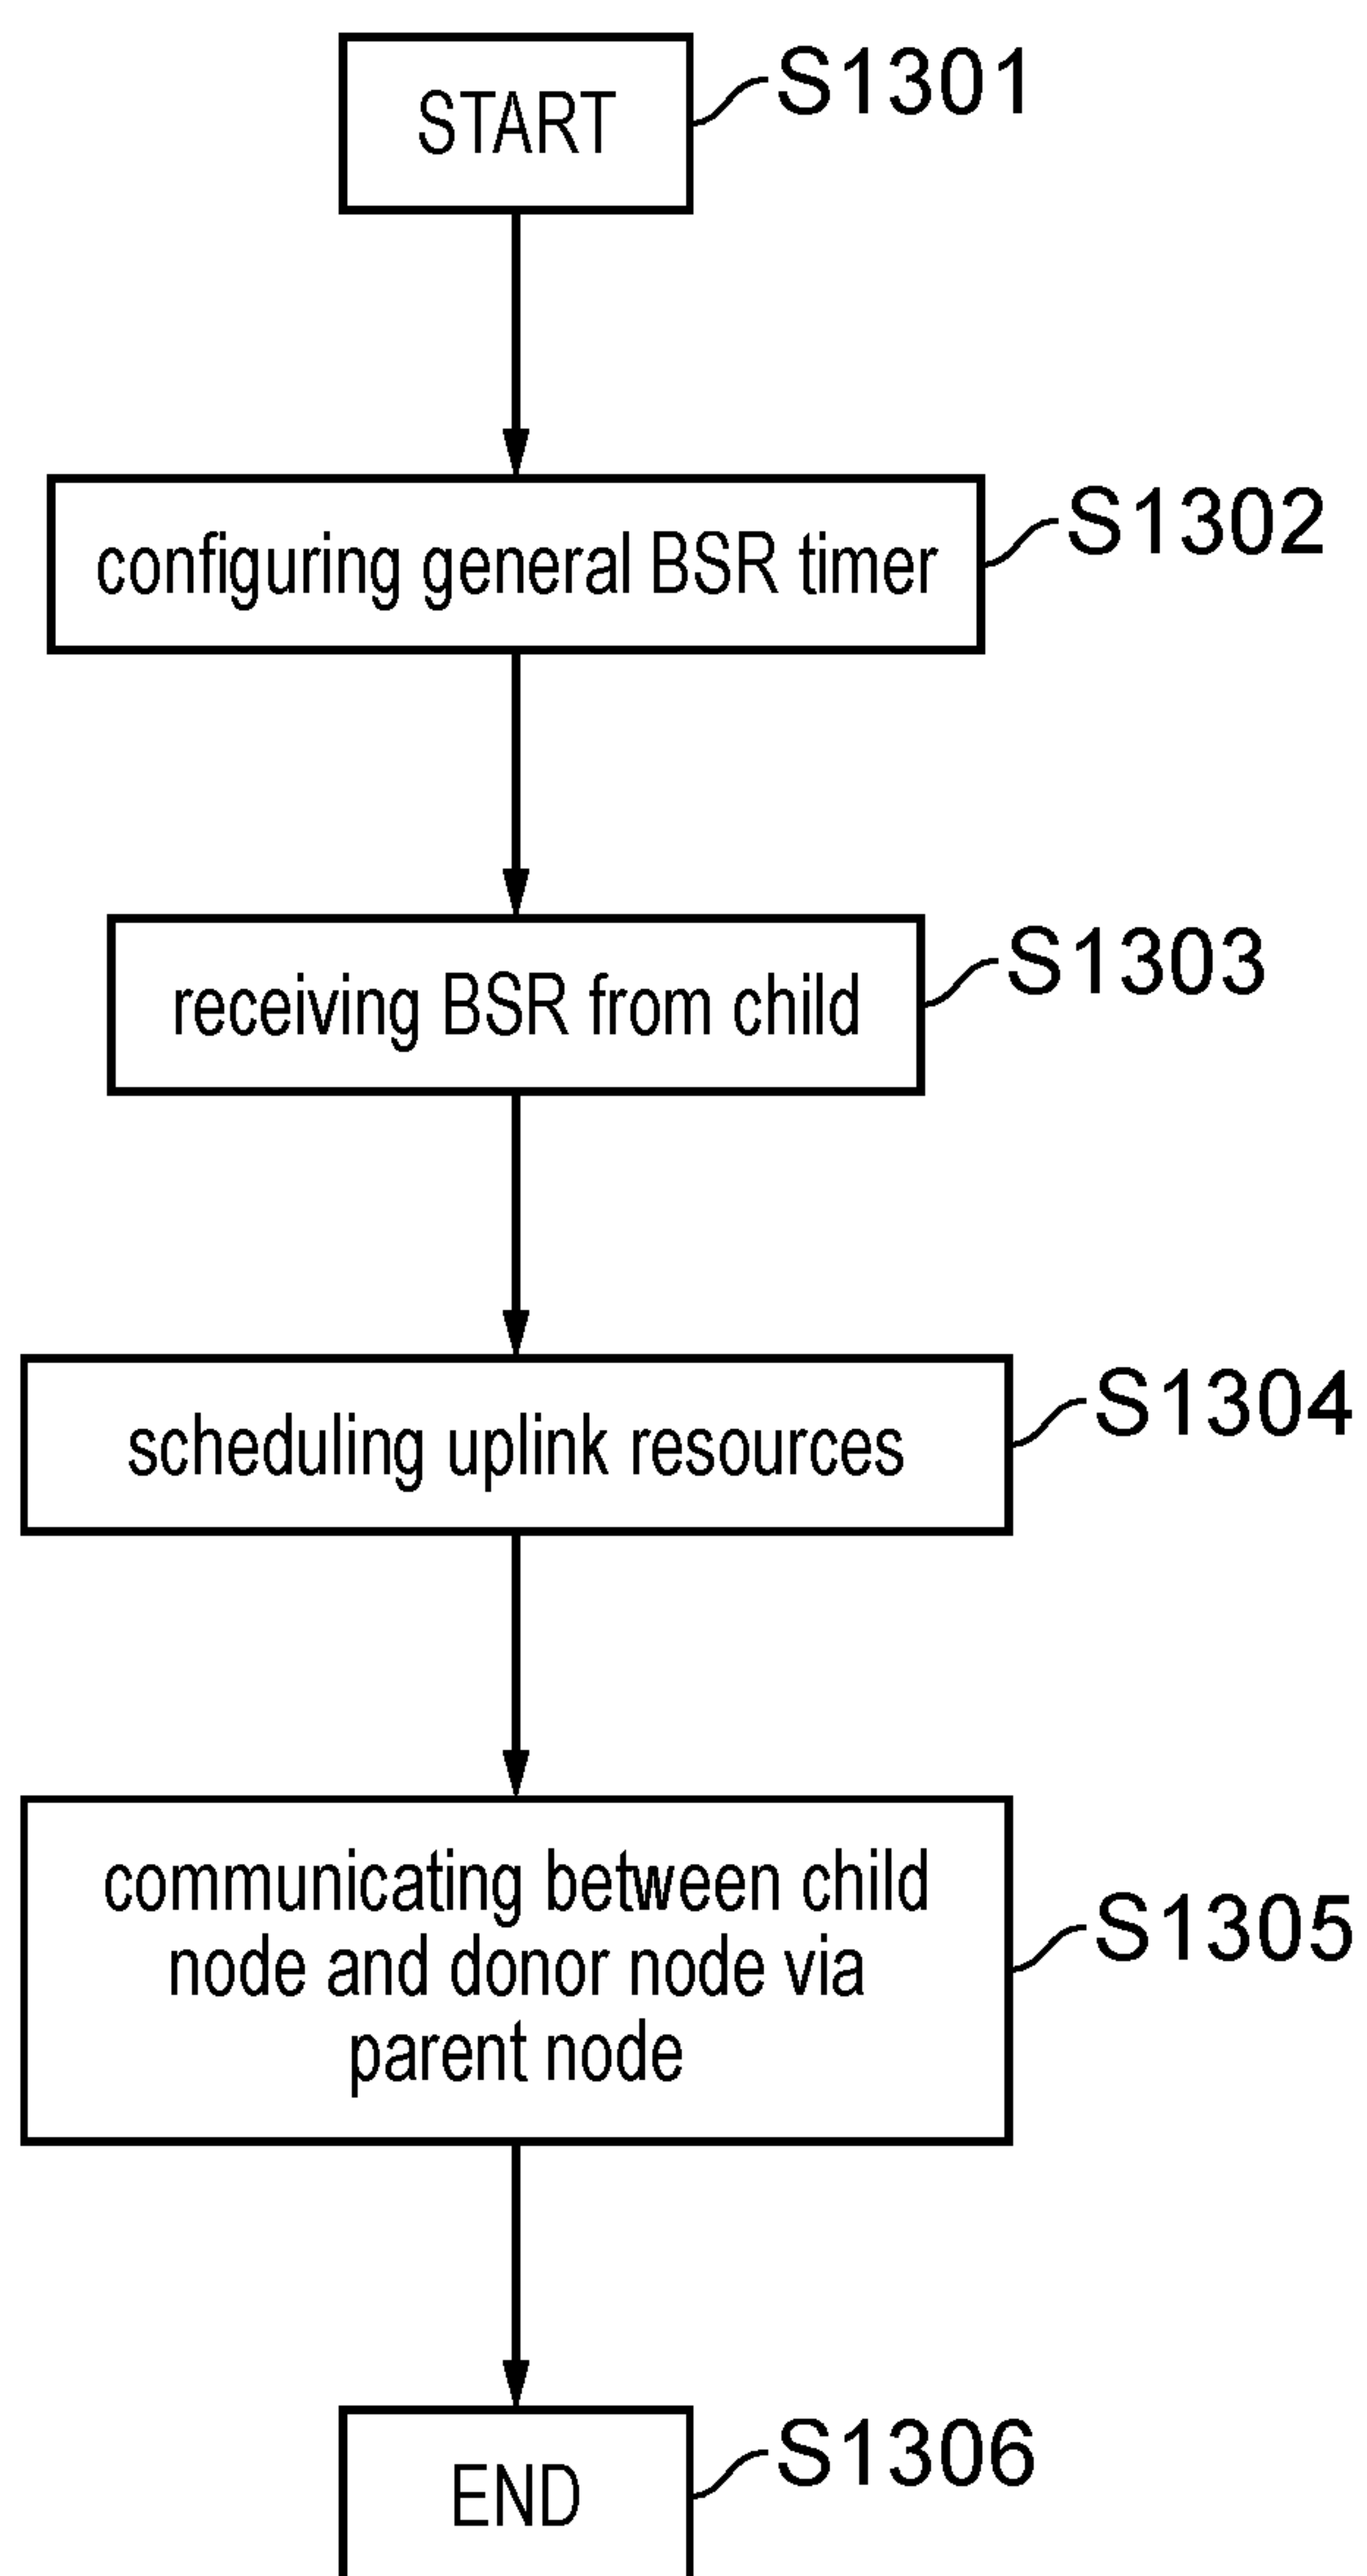 START
S1301
configuring general BSR timer
S1302
receiving BSR from child
S1303
scheduling uplink resources
S1304
communicating between child
node and donor node via
parent node
S1305
END
S1306